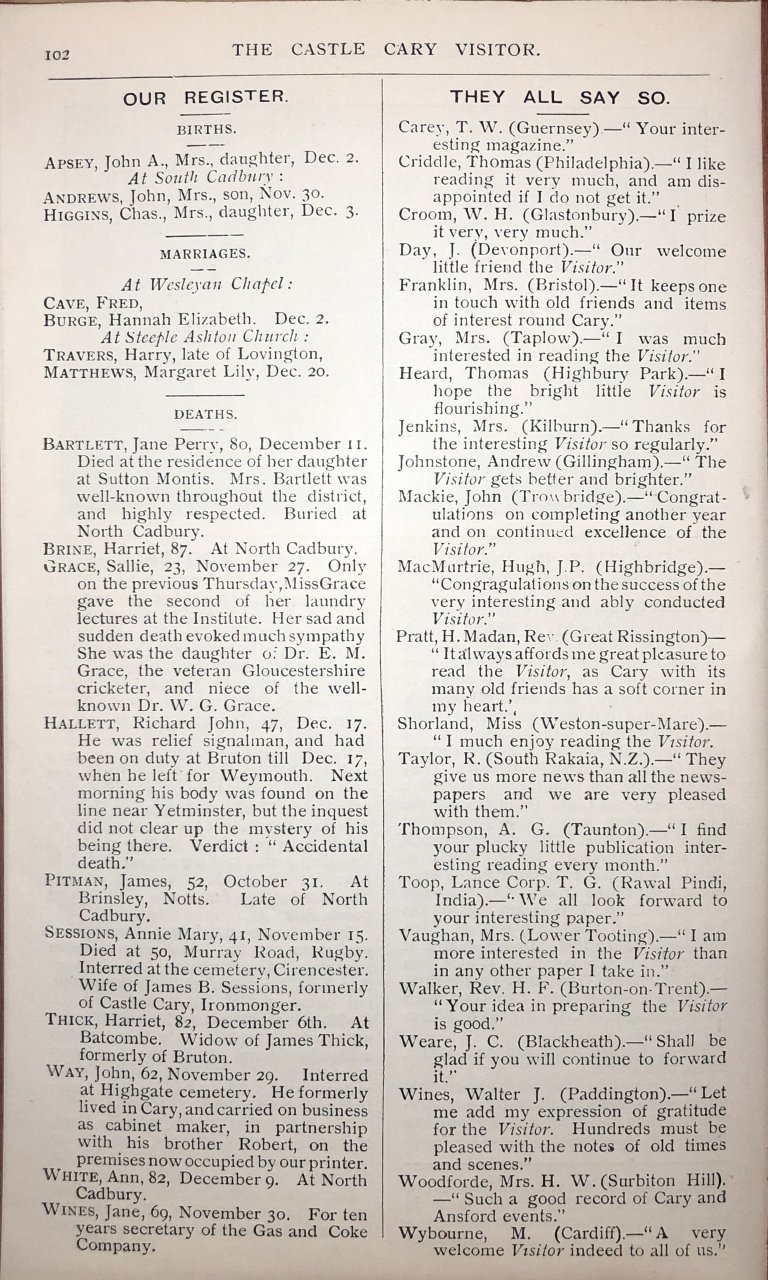 102
THE CASTLE CARY VISITOR.
OUR REGISTER.
BIRTHS.
APSEY, John A., Mrs., daughter, Dec. 2.
At South Cadbury :
ANDREWS, John, Mrs., son, Nov. 30.
HIGGINS, Chas., Mrs., daughter, Dec. 3.
MARRIAGES.
At Wesleyan Chapel :
CAVE, FRED,
BURGE, Hannah Elizabeth. Dec. 2.
At Steeple Ashton Church :
TRAVERS, Harry, late of Lovington,
MATTHEWS, Margaret Lily, Dec. 20.
DEATHS.
BARTLETT, Jane Perry, 80, December 11.
Died at the residence of her daughter
at Sutton Montis. Mrs. Bartlett was
well-known throughout the district,
and highly respected. Buried at
North Cadbury.
BRINE, Harriet, 87. At North Cadbury.
GRACE, Sallie, 23, November 27. Only
on the previous Thursday, Miss Grace
gave the second of her laundry
lectures at the Institute. Her sad and
sudden death evoked much sympathy
She was the daughter of Dr. E. M.
Grace, the veteran Gloucestershire
cricketer, and niece of the well-
known Dr. W. G. Grace.
HALLETT, Richard John, 47, Dec. 17.
He was relief signalman, and had
been on duty at Bruton till Dec. 17,
when he left for Weymouth. Next
morning his body was found on the
line near Yetminster, but the inquest
did not clear up the mystery of his
being there. Verdict : “ Accidental
death.”
PITMAN, James, 52, October 31. At
Brinsley, Notts. Late of North
Cadbury.
SESSIONS, Annie Mary, 41, November 15.
Died at 50, Murray Road, Rugby.
Interred at the cemetery, Cirencester.
Wife of James B. Sessions, formerly
of Castle Cary, Ironmonger.
THICK, Harriet, 82, December 6th. At
Batcombe. Widow of James Thick,
formerly of Bruton.
WAY, John, 62, November 29. Interred
at Highgate cemetery. He formerly
lived in Cary, and carried on business
as cabinet maker, in partnership
with his brother Robert, on the
premises now occupied by our printer.
WHITE, Ann, 82, December 9. At North
Cadbury.
WINES, Jane, 69, November 30. For ten
years secretary of the Gas and Coke
Company.
THEY ALL SAY SO.
Carey, T. W. (Guernsey).—“ Your inter-
esting magazine.”
Criddle, Thomas (Philadelphia).—“ I like
reading it very much, and am dis-
appointed if I do not get it.”
Croom, W. H. (Glastonbury).—“ I prize
it very, very much.”
Day, J. (Devonport).—“ Our welcome
little friend the Visitor.”
Franklin, Mrs. (Bristol).—“ It keeps one
in touch with old friends and items
of interest round Cary.”
Gray, Mrs. (Taplow).—“ I was much
interested in reading the Visitor.”
Heard, Thomas (Highbury Park).—“ I
hope the bright little Visitor is
flourishing.”
Jenkins, Mrs. (Kilburn).—“ Thanks for
the interesting Visitor so regularly.”
Johnstone, Andrew (Gillingham).—“ The
Visitor gets better and brighter.”
Mackie, John (Trowbridge).—“ Congrat-
ulations on completing another year
and on continued excellence of the
Visitor.”
MacMurtrie, Hugh, J.P. (Highbridge).—
“Congragulations on the success of the
very interesting and ably conducted
Visitor.”
Pratt, H. Madan, Rev. (Great Rissington)—
“ It always affords me great pleasure to
read the Visitor, as Cary with its
many old friends has a soft corner in
my heart.’,
Shorland, Miss (Weston-super-Mare).—
“ I much enjoy reading the Visitor.
Taylor, R. (South Rakaia, N.Z.).—“ They
give us more news than all the news-
papers and we are very pleased
with them.”
Thompson, A. G. (Taunton).—“ I find
your plucky little publication inter-
esting reading every month.”
Toop, Lance Corp. T. G. (Rawal Pindi,
India).—“ We all look forward to
your interesting paper.”
Vaughan, Mrs. (Lower Tooting).—“ I am
more interested in the Visitor than
in any other paper I take in.”
Walker, Rev. H. F. (Burton-on-Trent).—
“ Your idea in preparing the Visitor
is good.”
Weare, J. C. (Blackheath).—“ Shall be
glad if you will continue to forward
it.”
Wines, Walter J. (Paddington).—“ Let
me add my expression of gratitude
for the Visitor. Hundreds must be
pleased with the notes of old times
and scenes.”
Woodforde, Mrs. H. W. (Surbiton Hill).
—“ Such a good record of Cary and
Ansford events.”
Wybourne, M. (Cardiff).—“ A very
welcome Visitor indeed to all of us.”